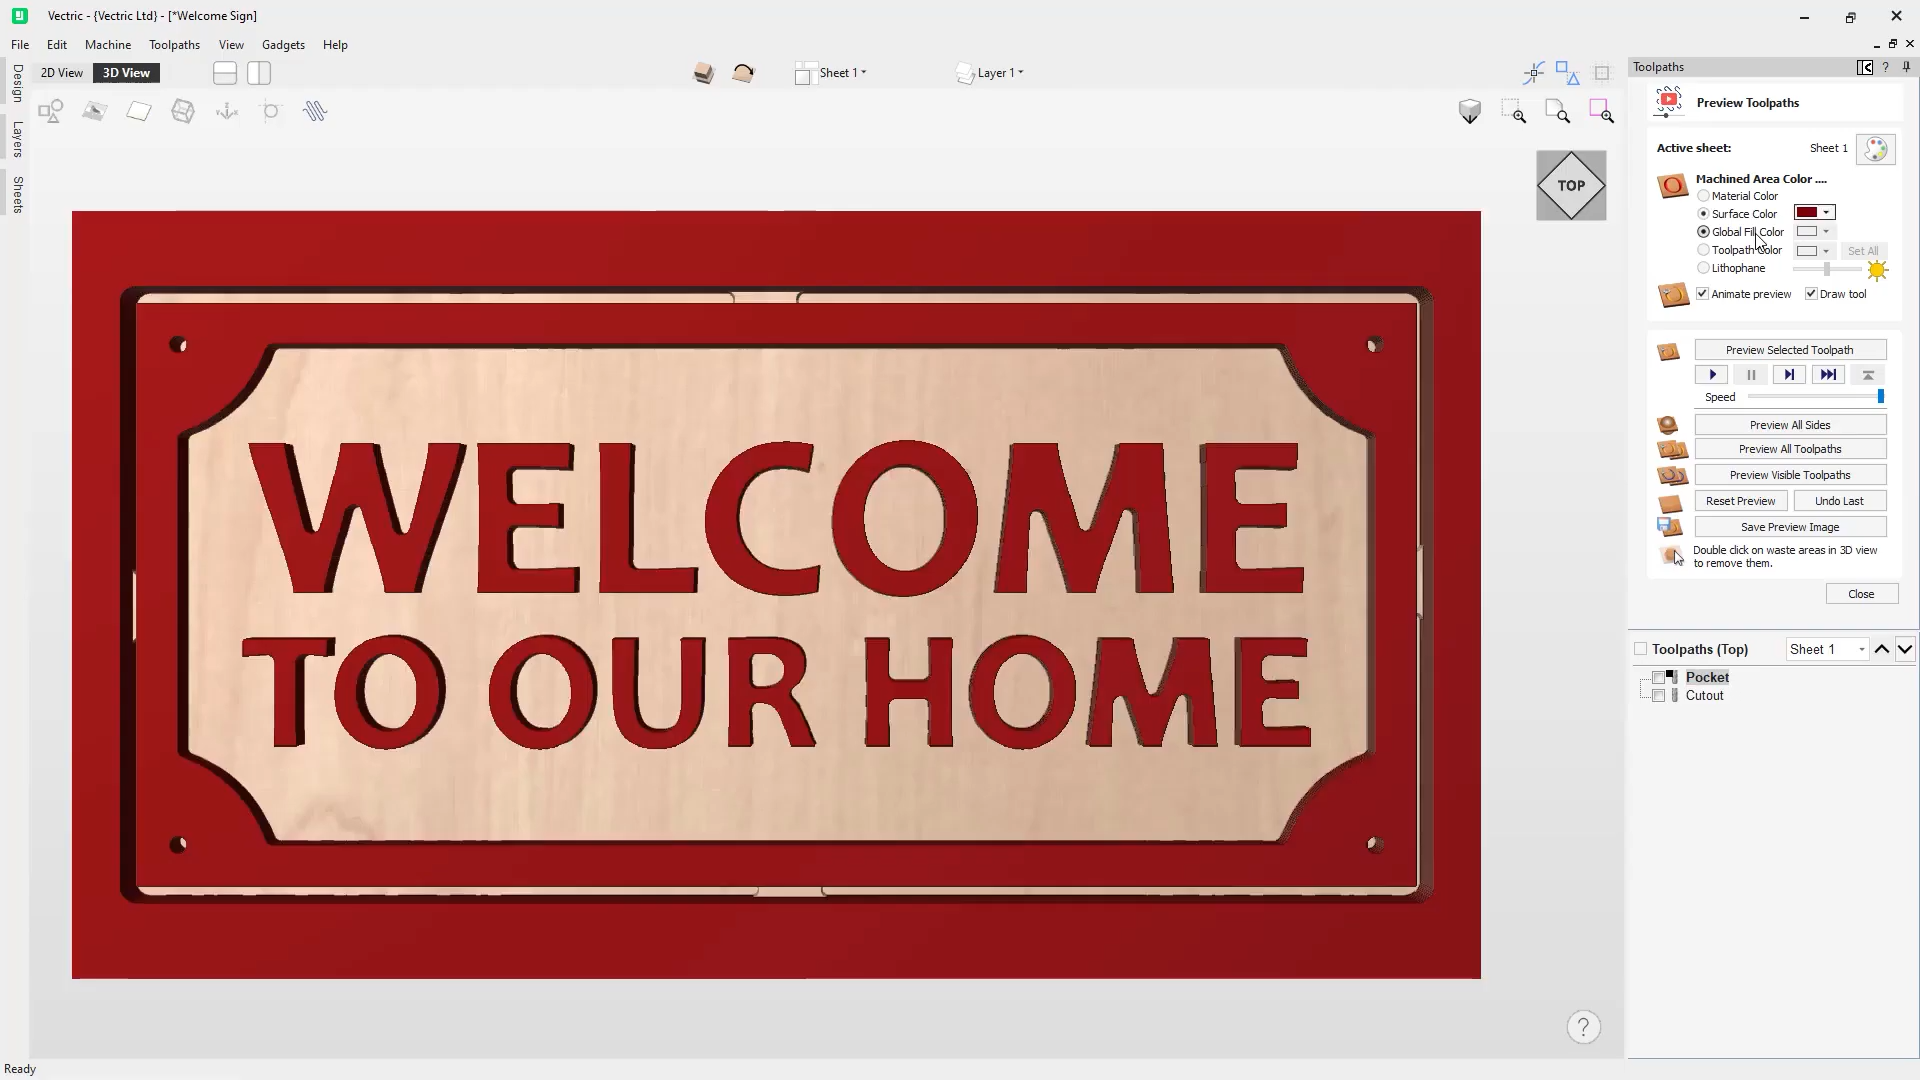 Vectric - {Vectric Ltd} - [*Welcome Sign]
File Edit Machine Toolpaths View Gadgets Help
2D View 3D View Sheet 1 Layer 1
Design
Layers
Sheets
TOP
WELCOME
TO OUR HOME
Toolpaths ?
Preview Toolpaths
Active sheet: Sheet 1
Machined Area Color ....
Material Color
Surface Color
Global Fill Color
Toolpath Color Set All
Lithophane
Animate preview Draw tool
Preview Selected Toolpath
Speed
Preview All Sides
Preview All Toolpaths
Preview Visible Toolpaths
Reset Preview Undo Last
Save Preview Image
Double click on waste areas in 3D view
to remove them.
Close
Toolpaths (Top) Sheet 1
Pocket
Cutout
?
Ready